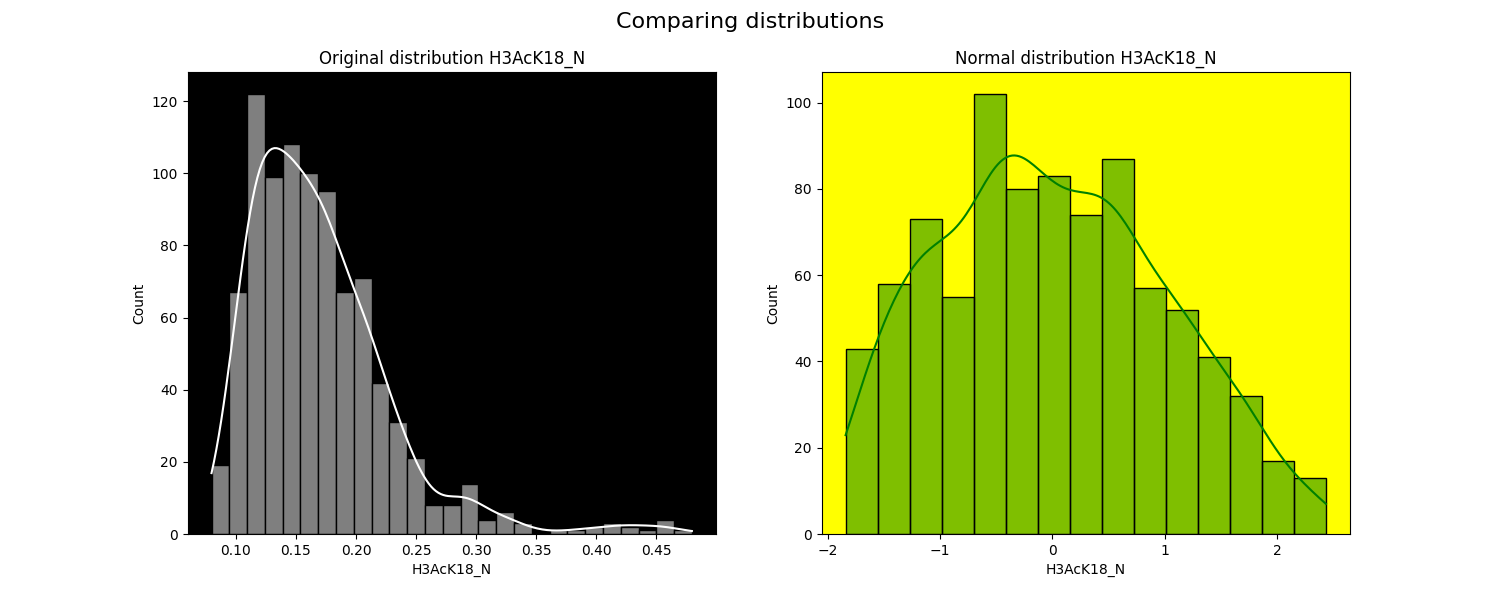 Comparing distributions
Original distribution H3AcK18_N
120
100
80
60
40
20
0
Count
0.10 0.15 0.20 0.25 0.30 0.35 0.40 0.45
H3AcK18_N
Normal distribution H3AcK18_N
100
80
60
40
20
0
Count
−2 −1 0 1 2
H3AcK18_N